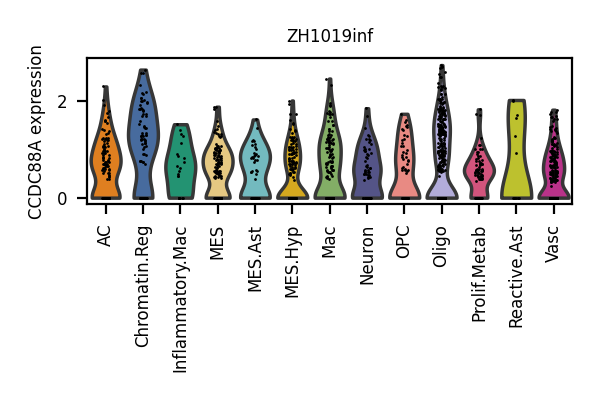 ZH1019inf
CCDC88A expression
2
0
AC
Chromatin.Reg
Inflammatory.Mac
MES
MES.Ast
MES.Hyp
Mac
Neuron
OPC
Oligo
Prolif.Metab
Reactive.Ast
Vasc